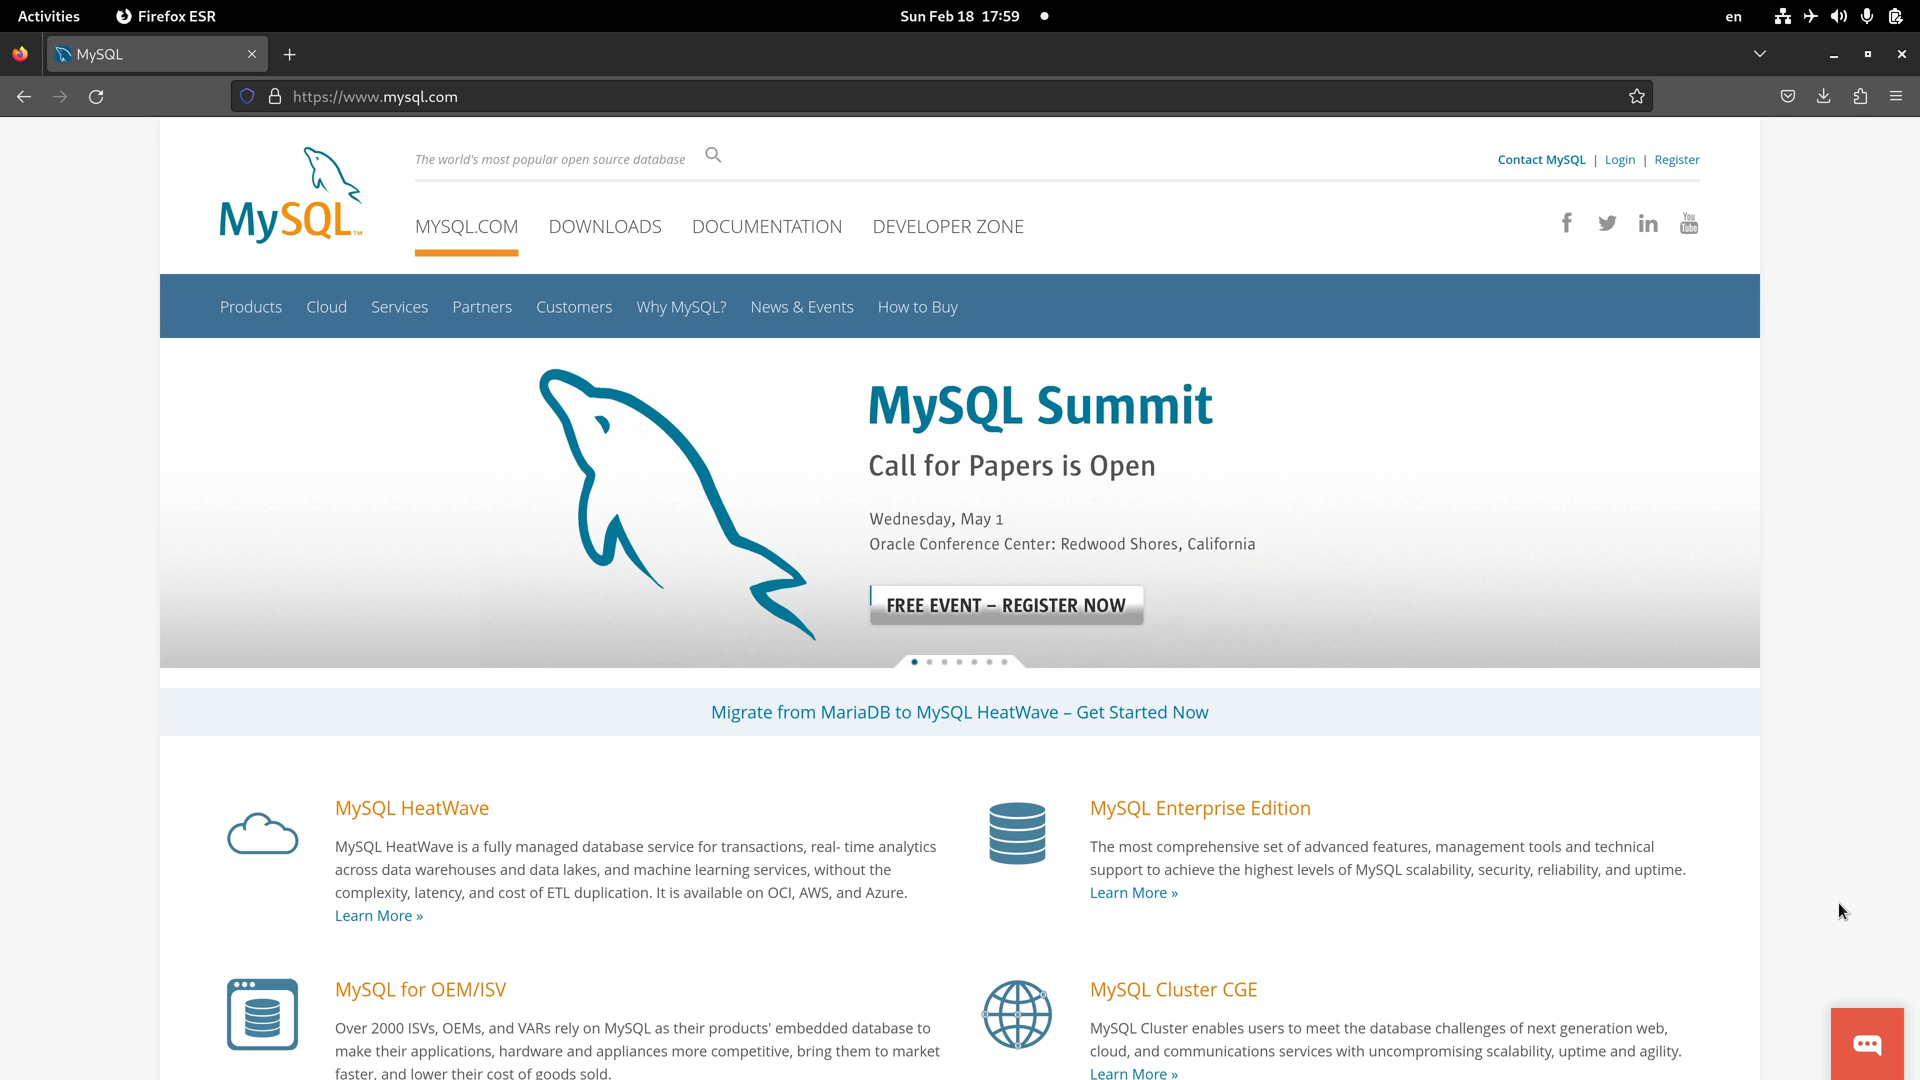 Activities
Firefox ESR
Sun Feb 18 17:59
en
MySQL
https://www.mysql.com
The world's most popular open source database
Contact MySQL | Login | Register
MySQL™
MYSQL.COM
DOWNLOADS
DOCUMENTATION
DEVELOPER ZONE
You Tube
Products
Cloud
Services
Partners
Customers
Why MySQL?
News & Events
How to Buy
MySQL Summit
Call for Papers is Open
Wednesday, May 1
Oracle Conference Center: Redwood Shores, California
FREE EVENT – REGISTER NOW
Migrate from MariaDB to MySQL HeatWave – Get Started Now
MySQL HeatWave
MySQL HeatWave is a fully managed database service for transactions, real- time analytics
across data warehouses and data lakes, and machine learning services, without the
complexity, latency, and cost of ETL duplication. It is available on OCI, AWS, and Azure.
Learn More »
MySQL Enterprise Edition
The most comprehensive set of advanced features, management tools and technical
support to achieve the highest levels of MySQL scalability, security, reliability, and uptime.
Learn More »
MySQL for OEM/ISV
Over 2000 ISVs, OEMs, and VARs rely on MySQL as their products' embedded database to
make their applications, hardware and appliances more competitive, bring them to market
faster, and lower their cost of goods sold.
MySQL Cluster CGE
MySQL Cluster enables users to meet the database challenges of next generation web,
cloud, and communications services with uncompromising scalability, uptime and agility.
Learn More »